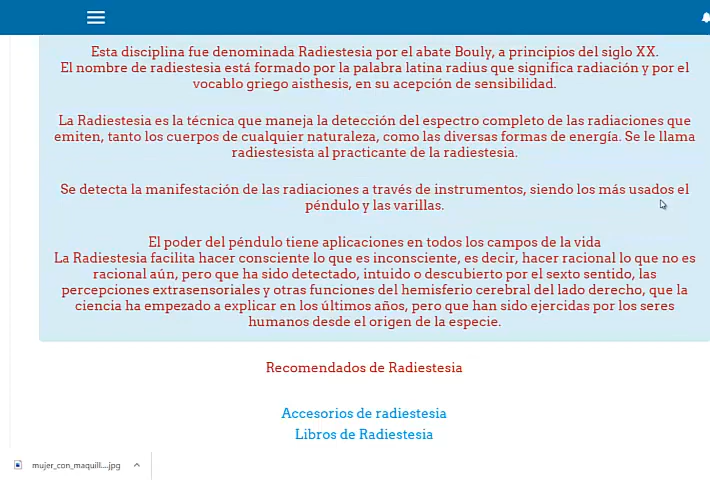 Esta disciplina fue denominada Radiestesia por el abate Bouly, a principios del siglo XX.
El nombre de radiestesia está formado por la palabra latina radius que significa radiación y por el
vocablo griego aisthesis, en su acepción de sensibilidad.
La Radiestesia es la técnica que maneja la detección del espectro completo de las radiaciones que
emiten, tanto los cuerpos de cualquier naturaleza, como las diversas formas de energía. Se le llama
radiestesista al practicante de la radiestesia.
Se detecta la manifestación de las radiaciones a través de instrumentos, siendo los más usados el
péndulo y las varillas.
El poder del péndulo tiene aplicaciones en todos los campos de la vida
La Radiestesia facilita hacer consciente lo que es inconsciente, es decir, hacer racional lo que no es
racional aún, pero que ha sido detectado, intuido o descubierto por el sexto sentido, las
percepciones extrasensoriales y otras funciones del hemisferio cerebral del lado derecho, que la
ciencia ha empezado a explicar en los últimos años, pero que han sido ejercidas por los seres
humanos desde el origen de la especie.
Recomendados de Radiestesia
Accesorios de radiestesia
Libros de Radiestesia
mujer_con_maquill....jpg